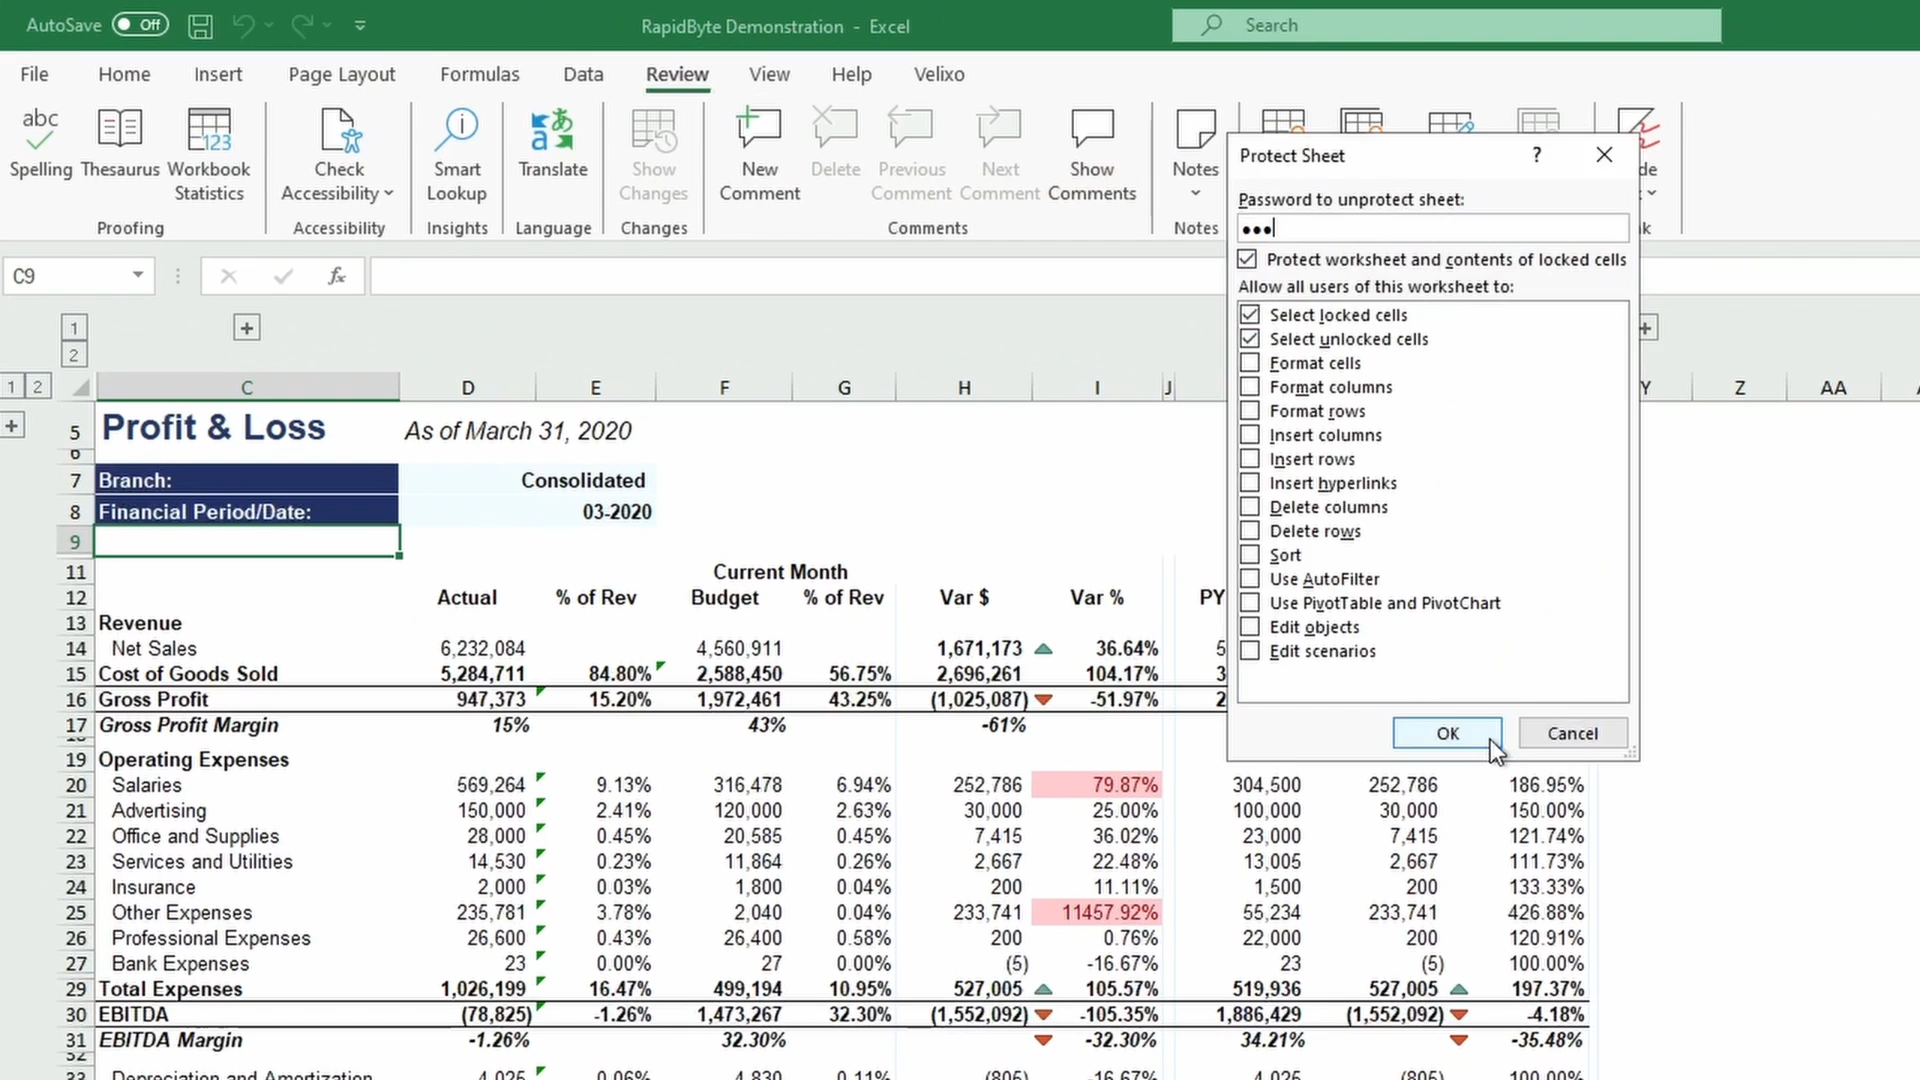 AutoSave Off RapidByte Demonstration - Excel Search
File Home Insert Page Layout Formulas Data Review View Help Velixo
abc
123
Spelling Thesaurus Workbook Statistics Check Accessibility Smart Lookup Translate Show Changes New Comment Delete Previous Comment Next Comment Show Comments Notes
Proofing Accessibility Insights Language Changes Comments Notes
Protect Sheet ?
Password to unprotect sheet:
•••
Protect worksheet and contents of locked cells
Allow all users of this worksheet to:
Select locked cells
Select unlocked cells
Format cells
Format columns
Format rows
Insert columns
Insert rows
Insert hyperlinks
Delete columns
Delete rows
Sort
Use AutoFilter
Use PivotTable and PivotChart
Edit objects
Edit scenarios
OK Cancel
C9 fx
1
2
1 2 C D E F G H I J Y Z AA
5 Profit & Loss As of March 31, 2020
6
7 Branch: Consolidated
8 Financial Period/Date: 03-2020
9
11 Current Month
12 Actual % of Rev Budget % of Rev Var $ Var % PY
13 Revenue
14 Net Sales 6,232,084 4,560,911 1,671,173 36.64% 5
15 Cost of Goods Sold 5,284,711 84.80% 2,588,450 56.75% 2,696,261 104.17% 3
16 Gross Profit 947,373 15.20% 1,972,461 43.25% (1,025,087) -51.97% 2
17 Gross Profit Margin 15% 43% -61%
19 Operating Expenses
20 Salaries 569,264 9.13% 316,478 6.94% 252,786 79.87% 304,500 252,786 186.95%
21 Advertising 150,000 2.41% 120,000 2.63% 30,000 25.00% 100,000 30,000 150.00%
22 Office and Supplies 28,000 0.45% 20,585 0.45% 7,415 36.02% 23,000 7,415 121.74%
23 Services and Utilities 14,530 0.23% 11,864 0.26% 2,667 22.48% 13,005 2,667 111.73%
24 Insurance 2,000 0.03% 1,800 0.04% 200 11.11% 1,500 200 133.33%
25 Other Expenses 235,781 3.78% 2,040 0.04% 233,741 11457.92% 55,234 233,741 426.88%
26 Professional Expenses 26,600 0.43% 26,400 0.58% 200 0.76% 22,000 200 120.91%
27 Bank Expenses 23 0.00% 27 0.00% (5) -16.67% 23 (5) 100.00%
29 Total Expenses 1,026,199 16.47% 499,194 10.95% 527,005 105.57% 519,936 527,005 197.37%
30 EBITDA (78,825) -1.26% 1,473,267 32.30% (1,552,092) -105.35% 1,886,429 (1,552,092) -4.18%
31 EBITDA Margin -1.26% 32.30% -32.30% 34.21% -35.48%
32
33 Depreciation and Amortization 4,025 0.06% 4,830 0.11% (805) -16.67% 4,025 (805) 100.00%